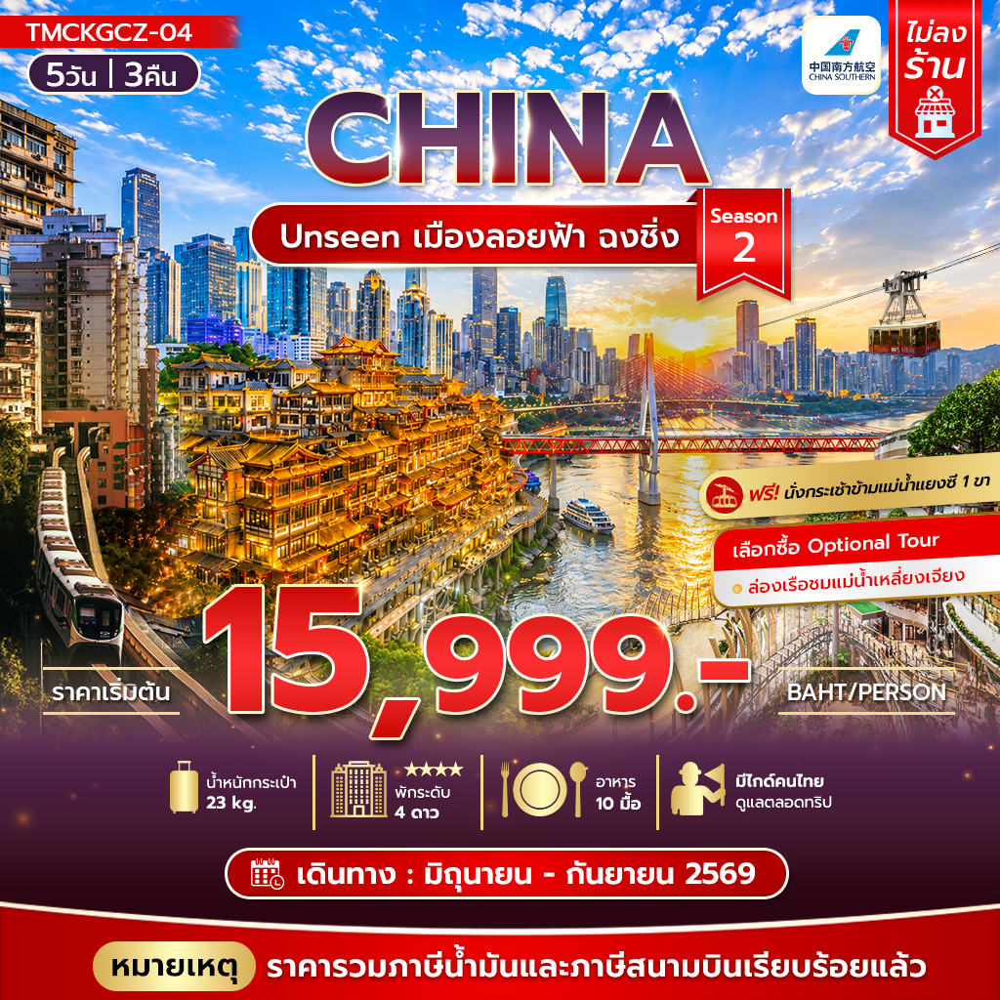 TMCKGCZ-04
5วัน | 3คืน
中国南方航空
CHINA SOUTHERN
ไม่ลง
ร้าน
CHINA
Unseen เมืองลอยฟ้า ฉงชิ่ง
Season
2
ฟรี! นั่งกระเช้าข้ามแม่น้ำแยงซี 1 ขา
เลือกซื้อ Optional Tour
ล่องเรือชมแม่น้ำเหลี่ยงเจียง
ราคาเริ่มต้น
15,999.-
BAHT/PERSON
น้ำหนักกระเป๋า
23 kg.
พักระดับ
4 ดาว
อาหาร
10 มื้อ
มีไกด์คนไทย
ดูแลตลอดทริป
เดินทาง : มิถุนายน - กันยายน 2569
หมายเหตุ ราคารวมภาษีน้ำมันและภาษีสนามบินเรียบร้อยแล้ว